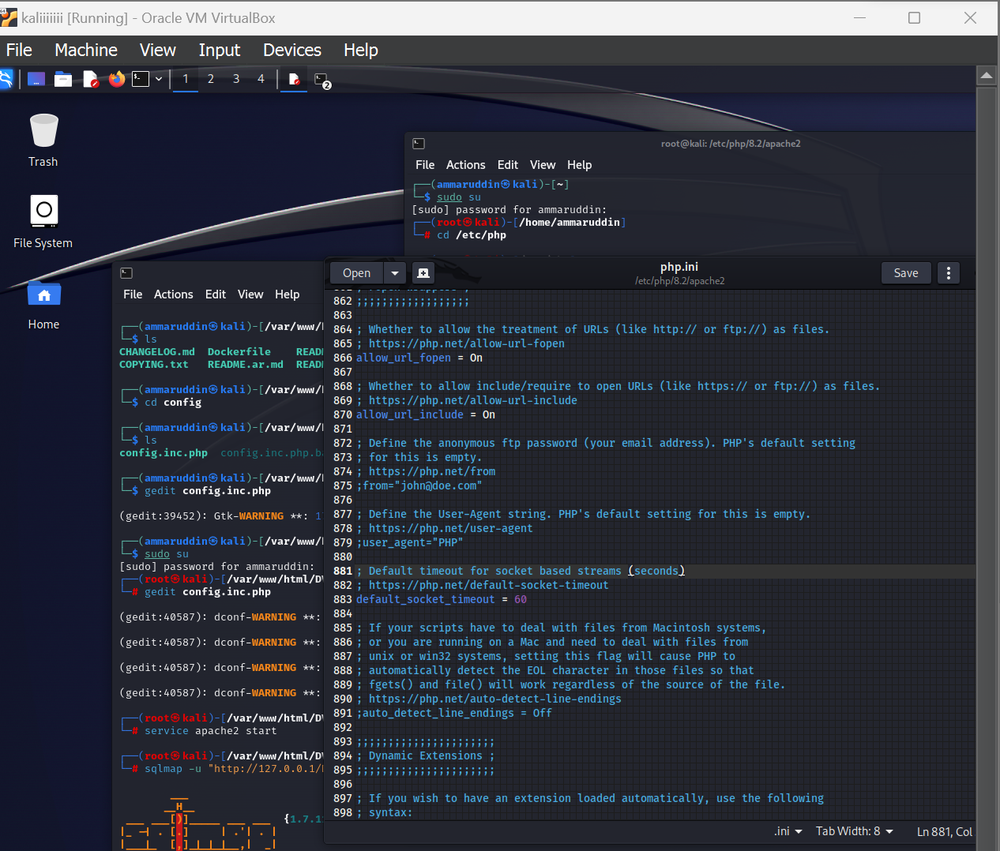 kaliiiiiii [Running] - Oracle VM VirtualBox
File Machine View Input Devices Help
1 2 3 4 2
Trash
File System
Home
root@kali: /etc/php/8.2/apache2
File Actions Edit View Help
┌──(ammaruddin㉿kali)-[~]
└─$ sudo su
[sudo] password for ammaruddin:
┌──(root㉿kali)-[/home/ammaruddin]
└─# cd /etc/php
File Actions Edit View Help
┌──(ammaruddin㉿kali)-[/var/www/
└─$ ls
CHANGELOG.md Dockerfile
COPYING.txt README.ar.md
┌──(ammaruddin㉿kali)-[/var/www/
└─$ cd config
┌──(ammaruddin㉿kali)-[/var/www/
└─$ ls
config.inc.php config.inc.php.b
┌──(ammaruddin㉿kali)-[/var/www/
└─$ gedit config.inc.php
(gedit:39452): Gtk-WARNING **: 1
┌──(ammaruddin㉿kali)-[/var/www/
└─$ sudo su
[sudo] password for ammaruddin:
┌──(root㉿kali)-[/var/www/html/D
└─# gedit config.inc.php
(gedit:40587): dconf-WARNING **:
(gedit:40587): dconf-WARNING **:
(gedit:40587): dconf-WARNING **:
(gedit:40587): dconf-WARNING **:
┌──(root㉿kali)-[/var/www/html/D
└─# service apache2 start
┌──(root㉿kali)-[/var/www/html/D
└─# sqlmap -u "http://127.0.0.1/
H
{1.7.1
Open php.ini Save
/etc/php/8.2/apache2
862 ;;;;;;;;;;;;;;;;;;
863
864 ; Whether to allow the treatment of URLs (like http:// or ftp://) as files.
865 ; https://php.net/allow-url-fopen
866 allow_url_fopen = On
867
868 ; Whether to allow include/require to open URLs (like https:// or ftp://) as files.
869 ; https://php.net/allow-url-include
870 allow_url_include = On
871
872 ; Define the anonymous ftp password (your email address). PHP's default setting
873 ; for this is empty.
874 ; https://php.net/from
875 ;from="john@doe.com"
876
877 ; Define the User-Agent string. PHP's default setting for this is empty.
878 ; https://php.net/user-agent
879 ;user_agent="PHP"
880
881 ; Default timeout for socket based streams (seconds)
882 ; https://php.net/default-socket-timeout
883 default_socket_timeout = 60
884
885 ; If your scripts have to deal with files from Macintosh systems,
886 ; or you are running on a Mac and need to deal with files from
887 ; unix or win32 systems, setting this flag will cause PHP to
888 ; automatically detect the EOL character in those files so that
889 ; fgets() and file() will work regardless of the source of the file.
890 ; https://php.net/auto-detect-line-endings
891 ;auto_detect_line_endings = Off
892
893 ;;;;;;;;;;;;;;;;;;;;;;
894 ; Dynamic Extensions ;
895 ;;;;;;;;;;;;;;;;;;;;;;
896
897 ; If you wish to have an extension loaded automatically, use the following
898 ; syntax:
.ini Tab Width: 8 Ln 881, Col